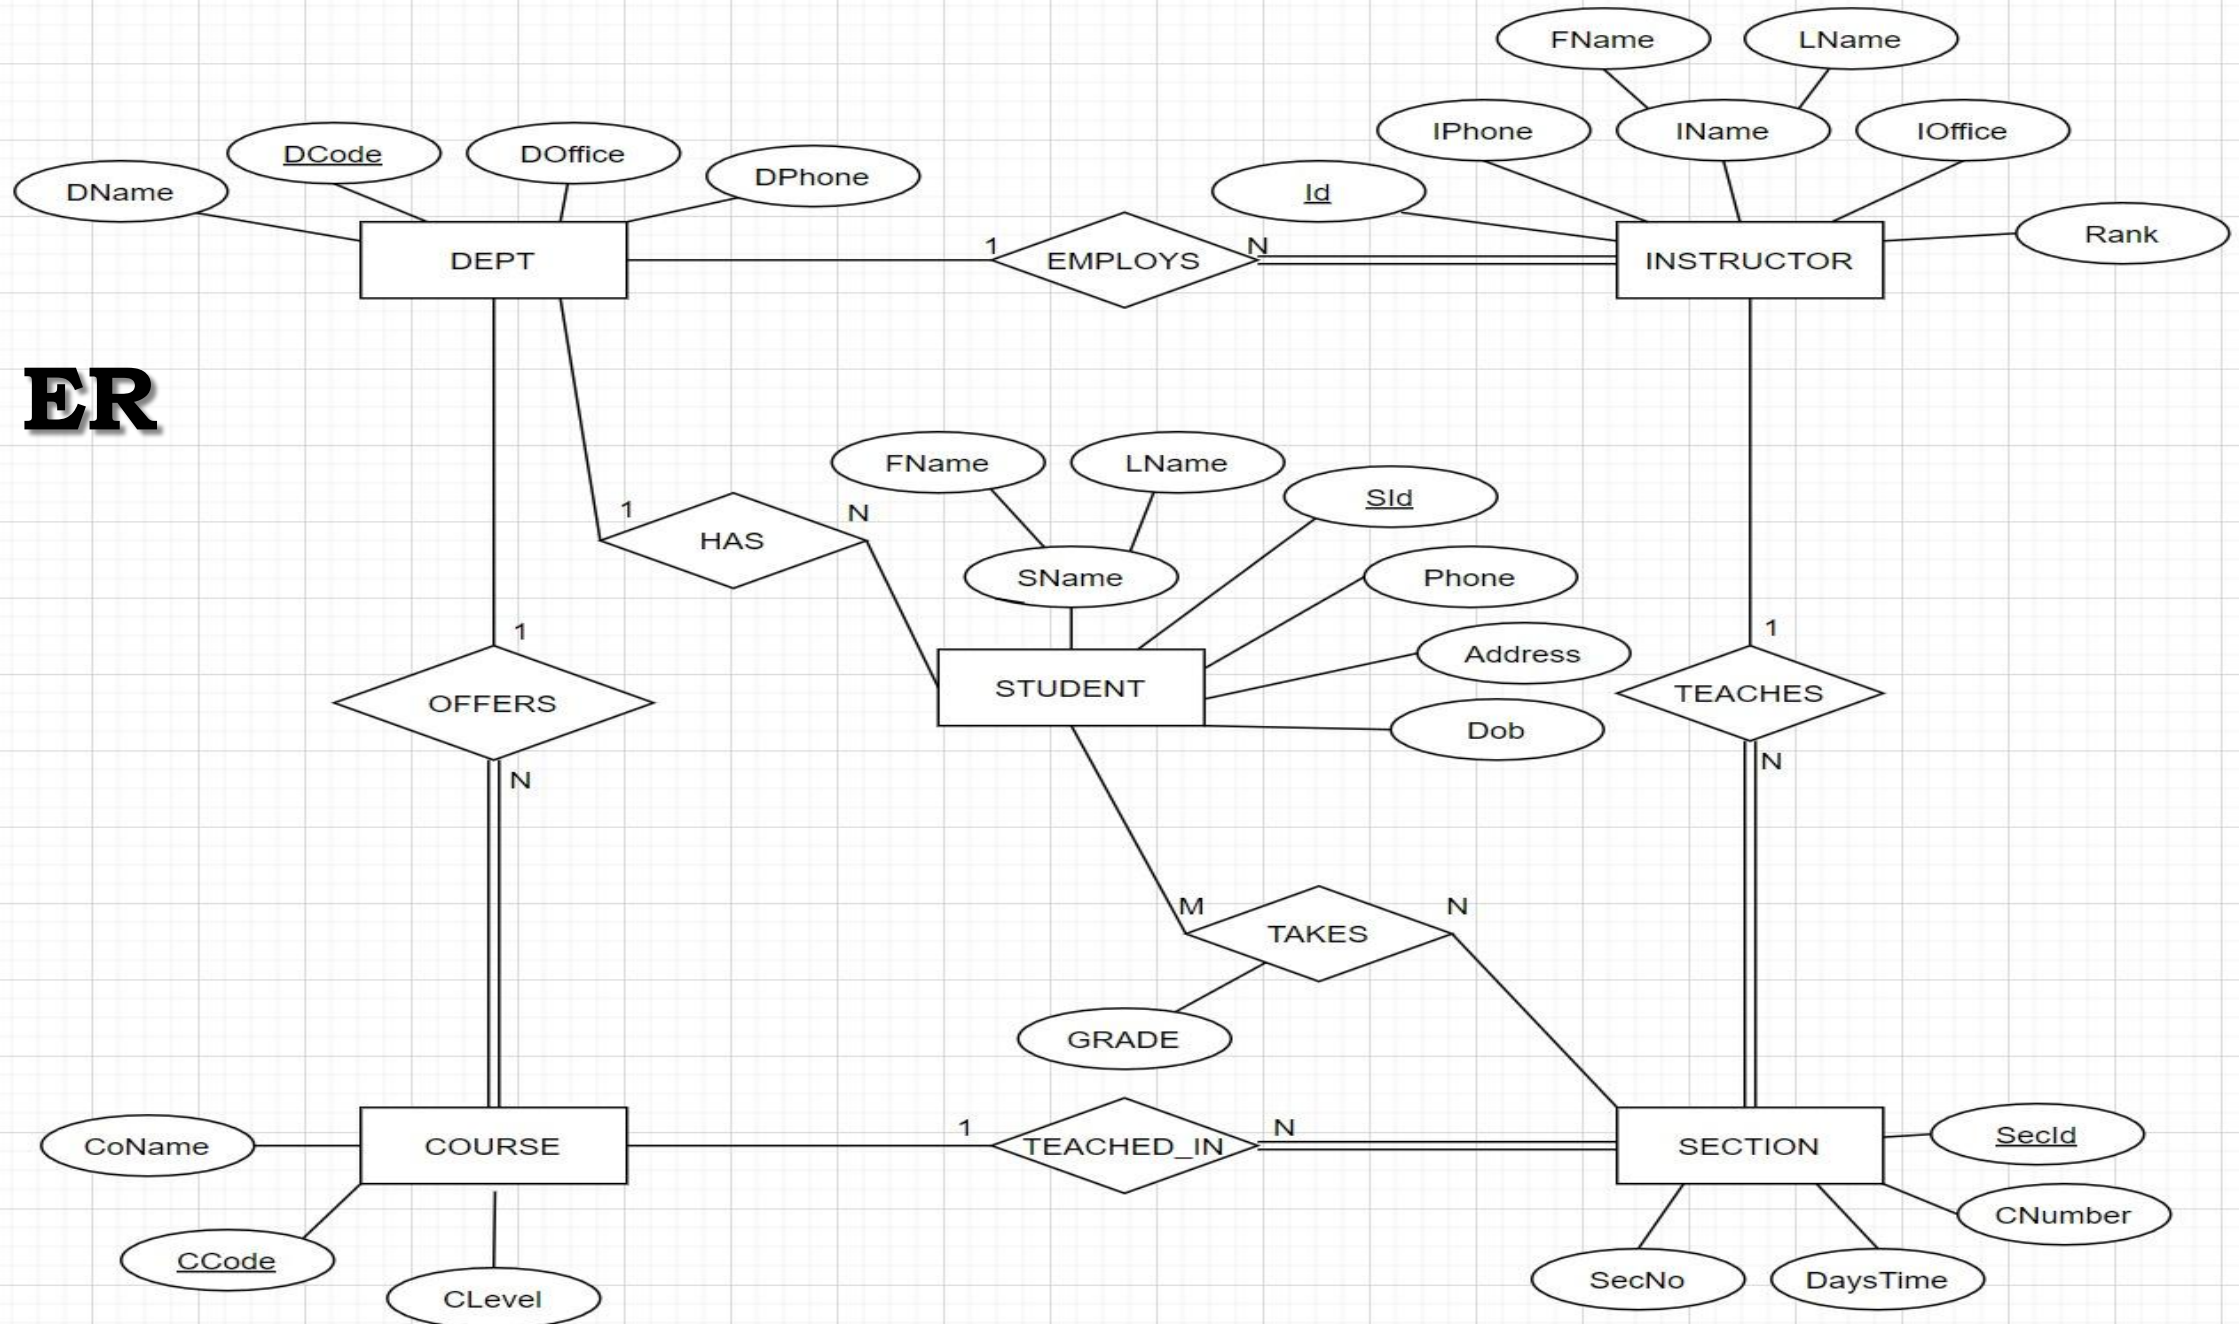 FName
LName
IPhone
IName
IOffice
DCode
DOffice
DPhone
DName
Id
Rank
DEPT
1
EMPLOYS
N
INSTRUCTOR
ER
FName
LName
SId
1
N
HAS
SName
Phone
1
1
Address
STUDENT
TEACHES
OFFERS
Dob
N
N
M
N
TAKES
GRADE
CoName
COURSE
1
TEACHED_IN
N
SECTION
SecId
CNumber
CCode
CLevel
SecNo
DaysTime